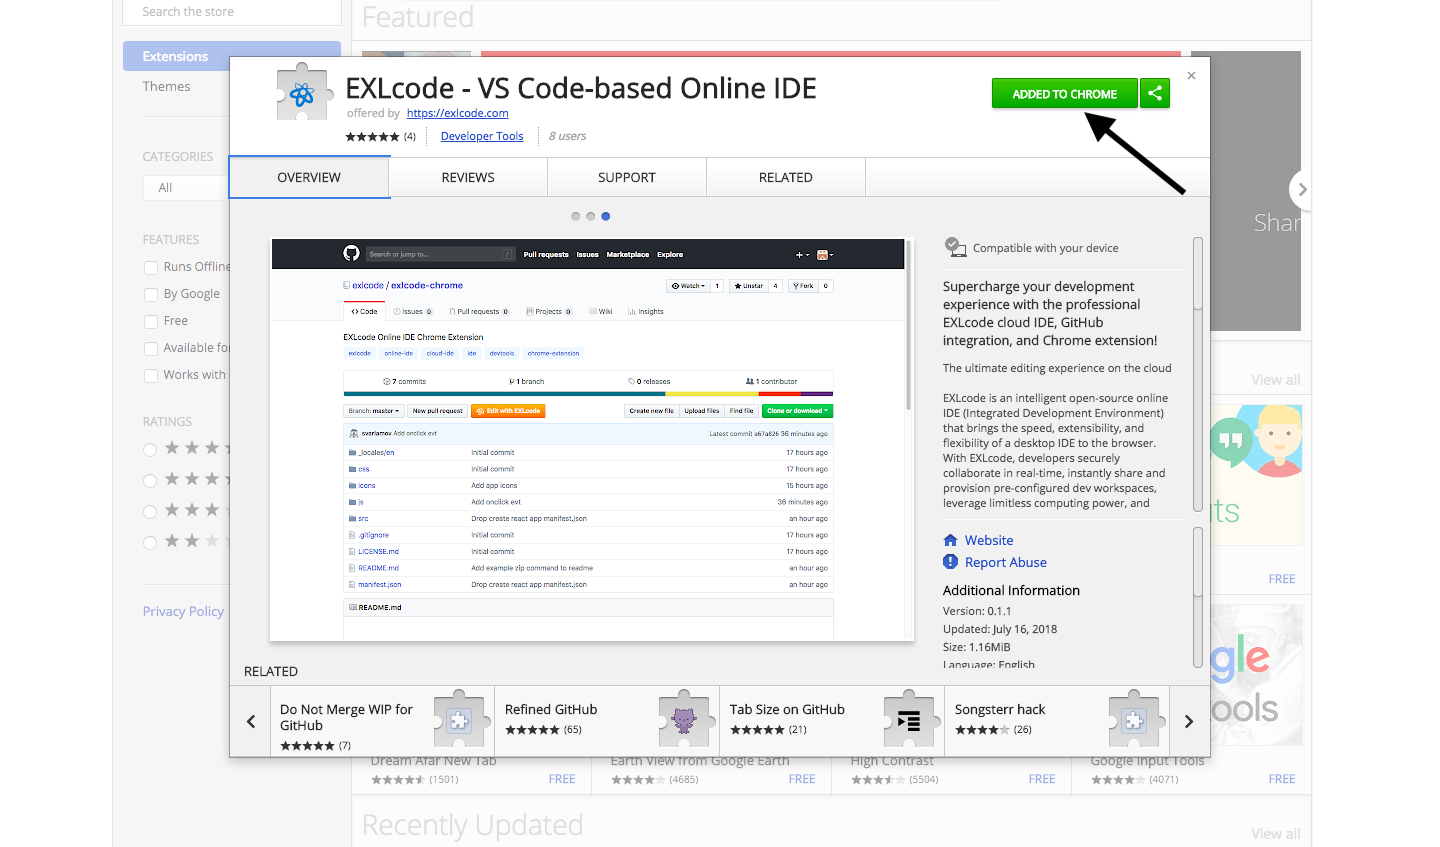 Search the store
Extensions
Themes
CATEGORIES
All
FEATURES
Runs Offline
By Google
Free
Available for
Works with
RATINGS
Privacy Policy
Featured
EXLcode - VS Code-based Online IDE
offered by https://exlcode.com
(4) Developer Tools 8 users
ADDED TO CHROME
OVERVIEW REVIEWS SUPPORT RELATED
Search or jump to... / Pull requests Issues Marketplace Explore
exlcode / exlcode-chrome
Watch 1 Unstar 4 Fork 0
Code Issues 0 Pull requests 0 Projects 0 Wiki Insights
EXLcode Online IDE Chrome Extension
exlcode online-ide cloud-ide ide devtools chrome-extension
7 commits 1 branch 0 releases 1 contributor
Branch: master New pull request Edit with EXLcode Create new file Upload files Find file Clone or download
svarlamov Add onclick evt Latest commit a67a826 36 minutes ago
_locales/en Initial commit 17 hours ago
css Initial commit 17 hours ago
icons Add app icons 15 hours ago
js Add onclick evt 36 minutes ago
src Drop create react app manifest.json an hour ago
.gitignore Initial commit 17 hours ago
LICENSE.md Initial commit 17 hours ago
README.md Add example zip command to readme an hour ago
manifest.json Drop create react app manifest.json an hour ago
README.md
Compatible with your device
Supercharge your development
experience with the professional
EXLcode cloud IDE, GitHub
integration, and Chrome extension!
The ultimate editing experience on the cloud
EXLcode is an intelligent open-source online
IDE (Integrated Development Environment)
that brings the speed, extensibility, and
flexibility of a desktop IDE to the browser.
With EXLcode, developers securely
collaborate in real-time, instantly share and
provision pre-configured dev workspaces,
leverage limitless computing power, and
Website
Report Abuse
Additional Information
Version: 0.1.1
Updated: July 16, 2018
Size: 1.16MiB
Language: English
RELATED
Do Not Merge WIP for
GitHub
(7)
Refined GitHub
(65)
Tab Size on GitHub
(21)
Songsterr hack
(26)
Shar
View all
ts
FREE
gle
ools
Dream Afar New Tab
(1501) FREE
Earth View from Google Earth
(4685) FREE
High Contrast
(5504) FREE
Google Input Tools
(4071) FREE
Recently Updated
View all